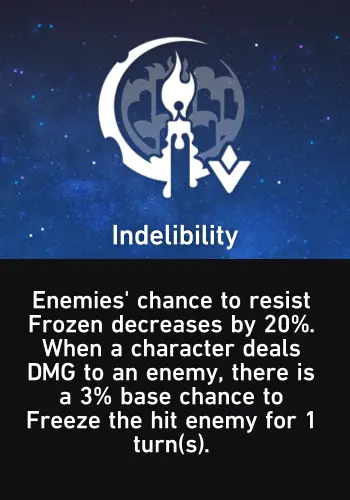 Indelibility
Enemies' chance to resist
Frozen decreases by 20%.
When a character deals
DMG to an enemy, there is
a 3% base chance to
Freeze the hit enemy for 1
turn(s).